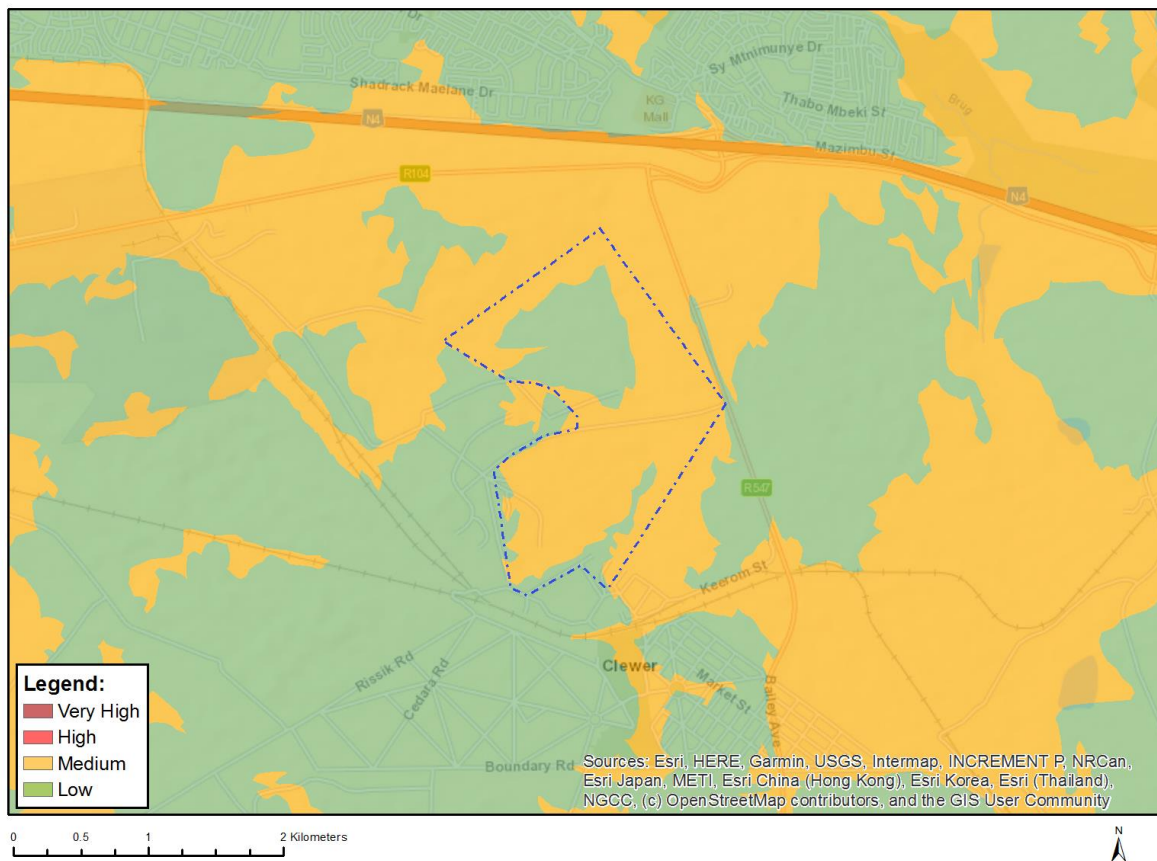 Dr
Sy Mtnimunye Dr
Shadrack Maelane Dr
KG
Mall
Thabo Mbeki St
Brug
N4
Mazimbu St
R104
N4
R547
Keerom St
Clewer
Rissik Rd
Cedara Rd
Market St
Bailey Ave
Boundary Rd
Legend:
Very High
High
Medium
Low
Sources: Esri, HERE, Garmin, USGS, Intermap, INCREMENT P, NRCan,
Esri Japan, METI, Esri China (Hong Kong), Esri Korea, Esri (Thailand),
NGCC, (c) OpenStreetMap contributors, and the GIS User Community
0 0.5 1 2 Kilometers
N